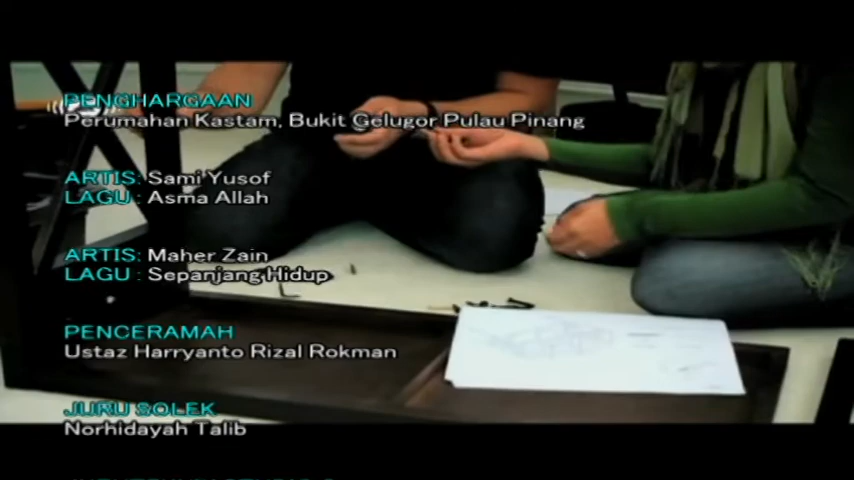 PENGHARGAAN
Perumahan Kastam, Bukit Gelugor Pulau Pinang
ARTIS: Sami Yusof
LAGU : Asma Allah
ARTIS: Maher Zain
LAGU : Sepanjang Hidup
PENCERAMAH
Ustaz Harryanto Rizal Rokman
JURU SOLEK
Norhidayah Talib